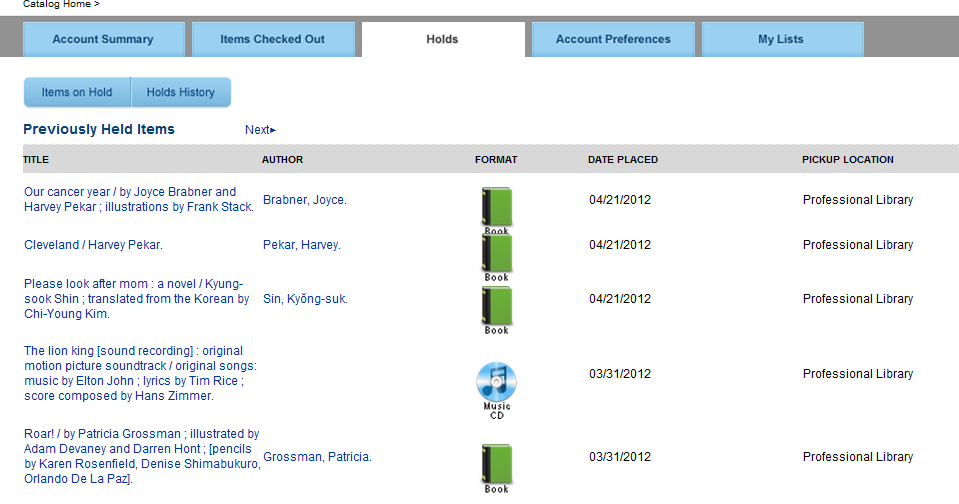 Catalog Home >
Account Summary
Items Checked Out
Holds
Account Preferences
My Lists
Items on Hold
Holds History
Previously Held Items
Next▸
TITLE
AUTHOR
FORMAT
DATE PLACED
PICKUP LOCATION
Our cancer year / by Joyce Brabner and
Harvey Pekar ; illustrations by Frank Stack.
Brabner, Joyce.
Book
04/21/2012
Professional Library
Cleveland / Harvey Pekar.
Pekar, Harvey.
Book
04/21/2012
Professional Library
Please look after mom : a novel / Kyung-
sook Shin ; translated from the Korean by
Chi-Young Kim.
Sin, Kyŏng-suk.
Book
04/21/2012
Professional Library
The lion king [sound recording] : original
motion picture soundtrack / original songs:
music by Elton John ; lyrics by Tim Rice ;
score composed by Hans Zimmer.
Music
CD
03/31/2012
Professional Library
Roar! / by Patricia Grossman ; illustrated by
Adam Devaney and Darren Hont ; [pencils
by Karen Rosenfield, Denise Shimabukuro,
Orlando De La Paz].
Grossman, Patricia.
Book
03/31/2012
Professional Library